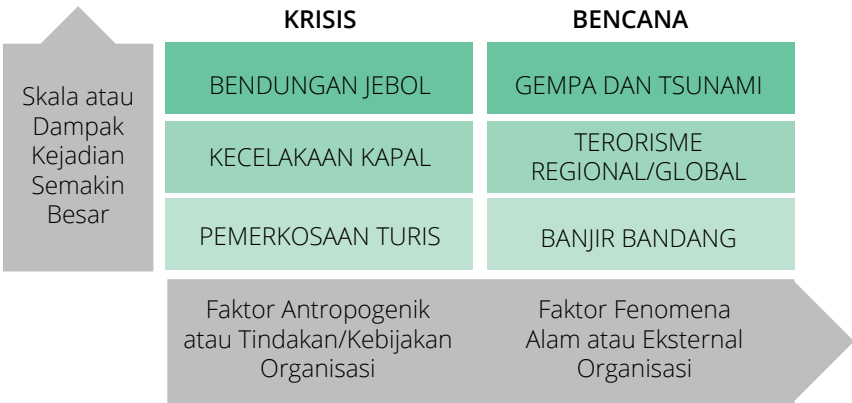 KRISIS
BENCANA
Skala atau
Dampak
Kejadian
Semakin
Besar
BENDUNGAN JEBOL
GEMPA DAN TSUNAMI
KECELAKAAN KAPAL
TERORISME
REGIONAL/GLOBAL
PEMERKOSAAN TURIS
BANJIR BANDANG
Faktor Antropogenik
atau Tindakan/Kebijakan
Organisasi
Faktor Fenomena
Alam atau Eksternal
Organisasi